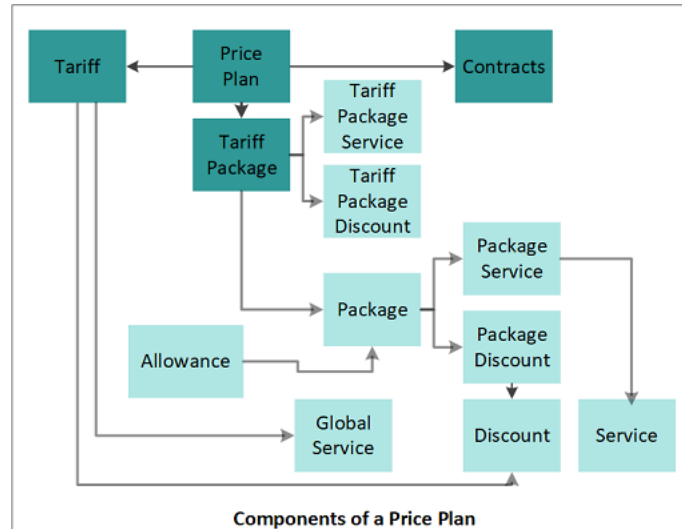 Tariff
Price
Plan
Contracts
Tariff
Package
Tariff
Package
Service
Tariff
Package
Discount
Package
Package
Service
Package
Discount
Allowance
Global
Service
Discount
Service
Components of a Price Plan